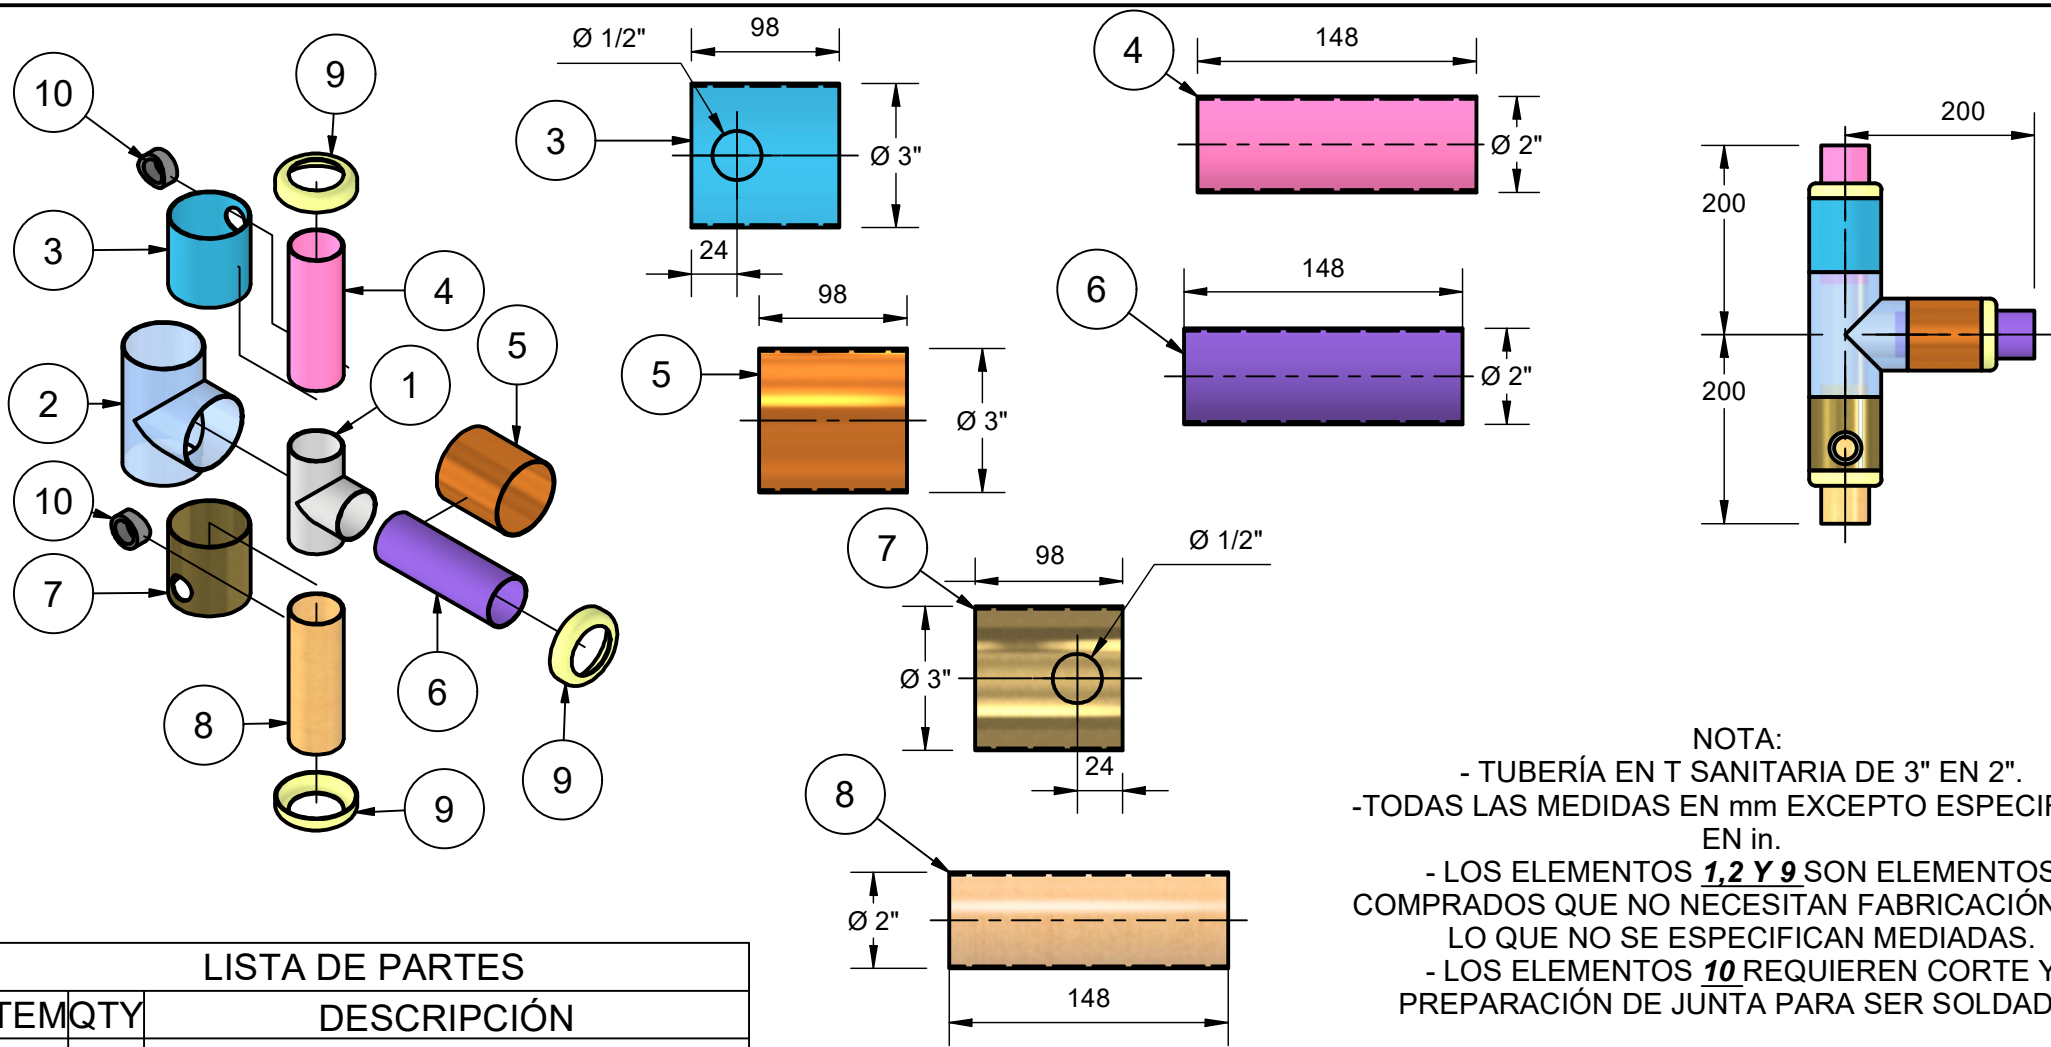 10
9
3
4
5
2
1
10
7
6
8
9
9
Ø 1/2"
98
3
Ø 3"
24
98
5
Ø 3"
4
148
Ø 2"
6
148
Ø 2"
7
98
Ø 1/2"
Ø 3"
24
8
Ø 2"
148
200
200
200
NOTA:
- TUBERÍA EN T SANITARIA DE 3" EN 2".
-TODAS LAS MEDIDAS EN mm EXCEPTO
EN in.
- LOS ELEMENTOS 1,2 Y 9 SON ELEMENTOS
COMPRADOS QUE NO NECESITAN FABRICACIÓN
LO QUE NO SE ESPECIFICAN MEDIADAS.
- LOS ELEMENTOS 10 REQUIEREN CORTE Y
PREPARACIÓN DE JUNTA PARA SER
LISTA DE PARTES
TEM QTY DESCRIPCIÓN